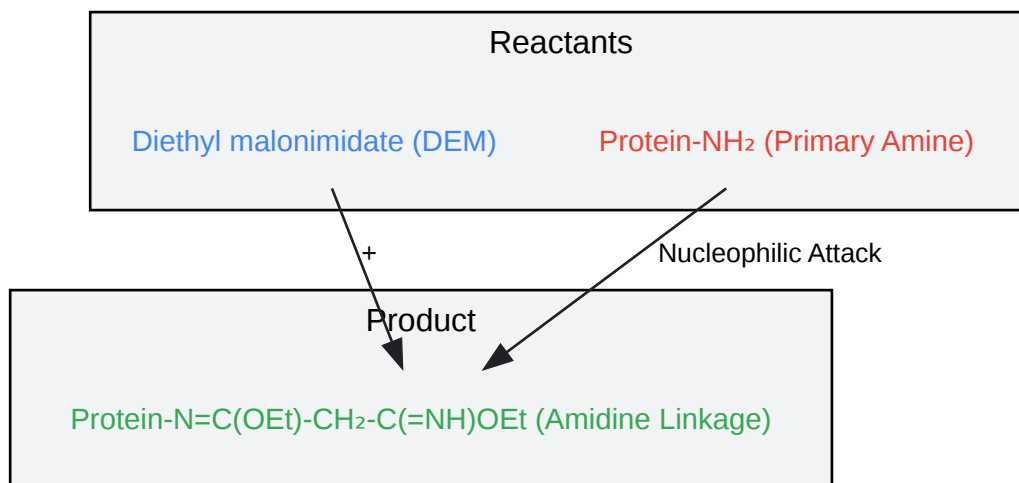 Reactants
Diethyl malonimidate (DEM)
Protein-NH₂ (Primary Amine)
+
Nucleophilic Attack
Product
Protein-N=C(OEt)-CH₂-C(=NH)OEt (Amidine Linkage)